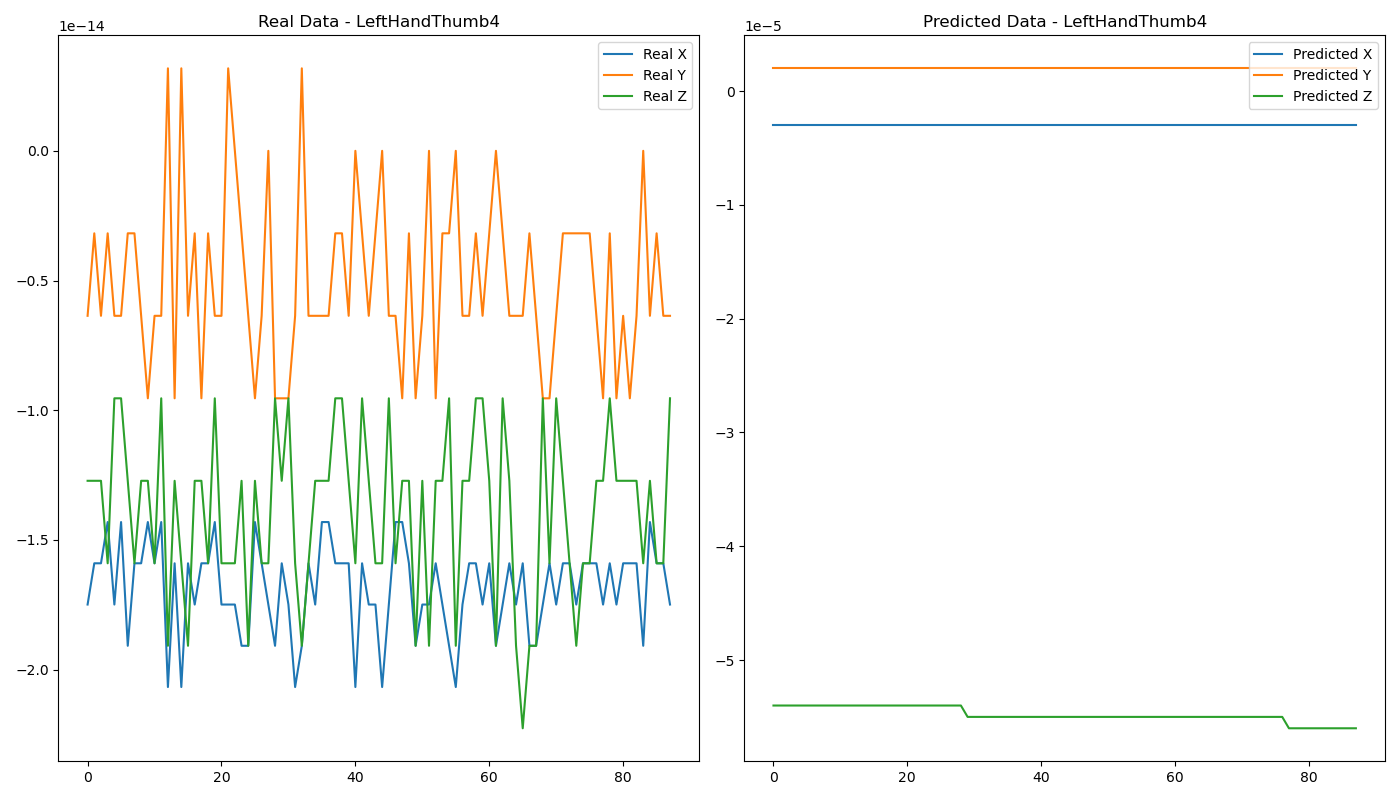 Real Data - LeftHandThumb4
1e−14
Real X
Real Y
Real Z
0.0
−0.5
−1.0
−1.5
−2.0
0 20 40 60 80
Predicted Data - LeftHandThumb4
1e−5
Predicted X
Predicted Y
Predicted Z
0
−1
−2
−3
−4
−5
0 20 40 60 80